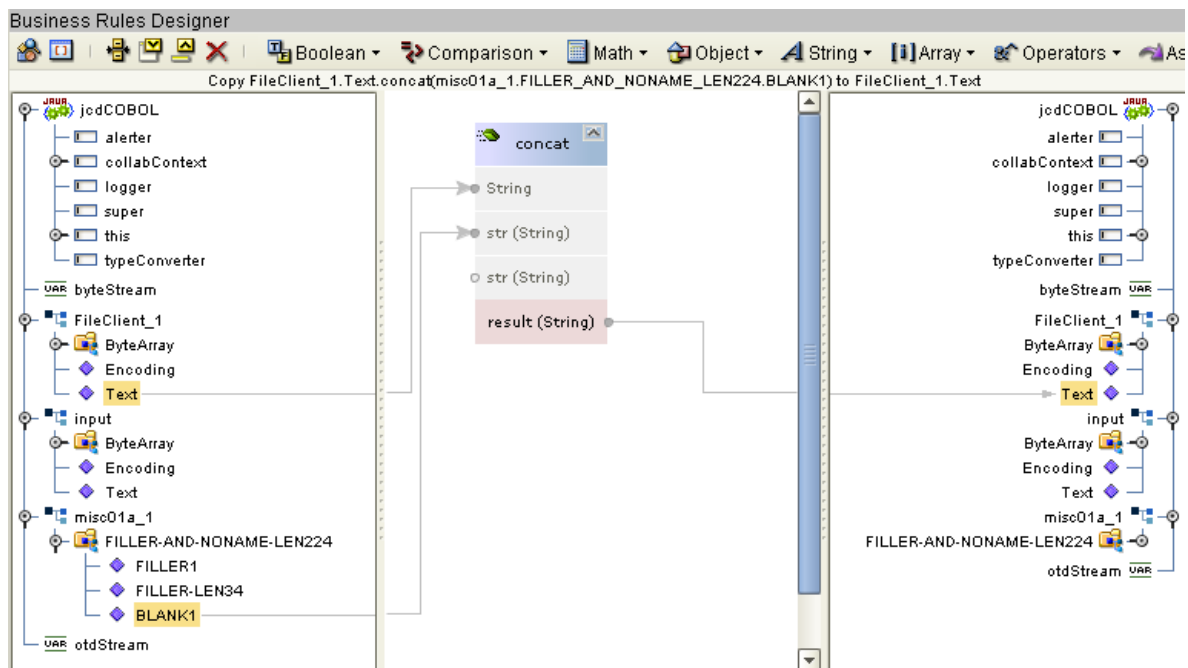 Business Rules Designer
Boolean Comparison Math Object String Array Operators As
Copy FileClient_1.Text.concat(misc01a_1.FILLER_AND_NONAME_LEN224.BLANK1) to FileClient_1.Text
jcdCOBOL
alerter
collabContext
logger
super
this
typeConverter
VAR byteStream
FileClient_1
ByteArray
Encoding
Text
input
ByteArray
Encoding
Text
misc01a_1
FILLER-AND-NONAME-LEN224
FILLER1
FILLER-LEN34
BLANK1
VAR otdStream
concat
String
str (String)
str (String)
result (String)
jcdCOBOL
alerter
collabContext
logger
super
this
typeConverter
byteStream VAR
FileClient_1
ByteArray
Encoding
Text
input
ByteArray
Encoding
Text
misc01a_1
FILLER-AND-NONAME-LEN224
otdStream VAR